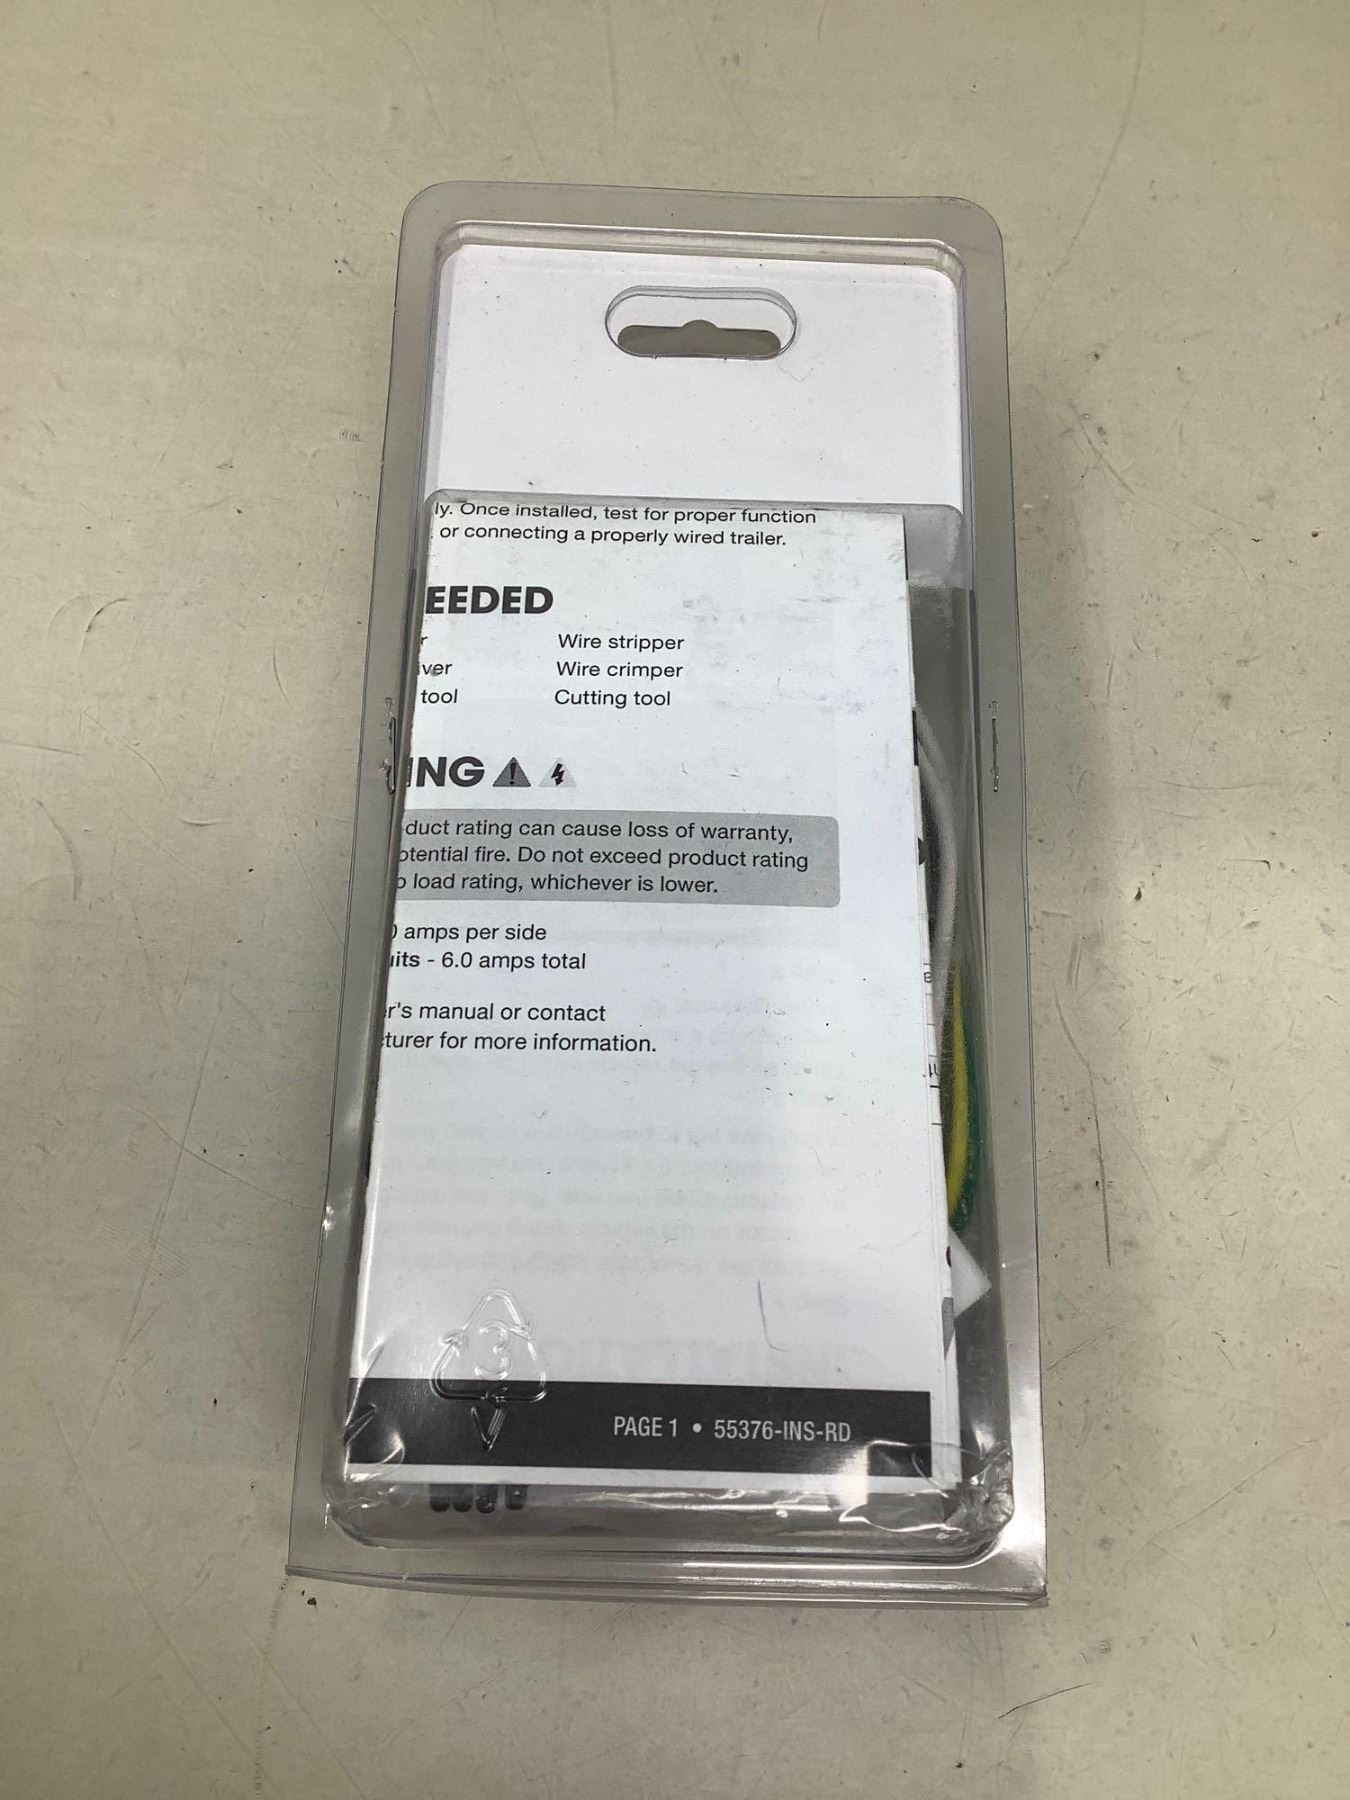 ly. Once installed, test for proper function
or connecting a properly wired trailer.
EEDED
r Wire stripper
iver Wire crimper
tool Cutting tool
ING
duct rating can cause loss of warranty,
otential fire. Do not exceed product rating
o load rating, whichever is lower.
0 amps per side
uits - 6.0 amps total
r's manual or contact
cturer for more information.
3
PAGE 1 • 55376-INS-RD